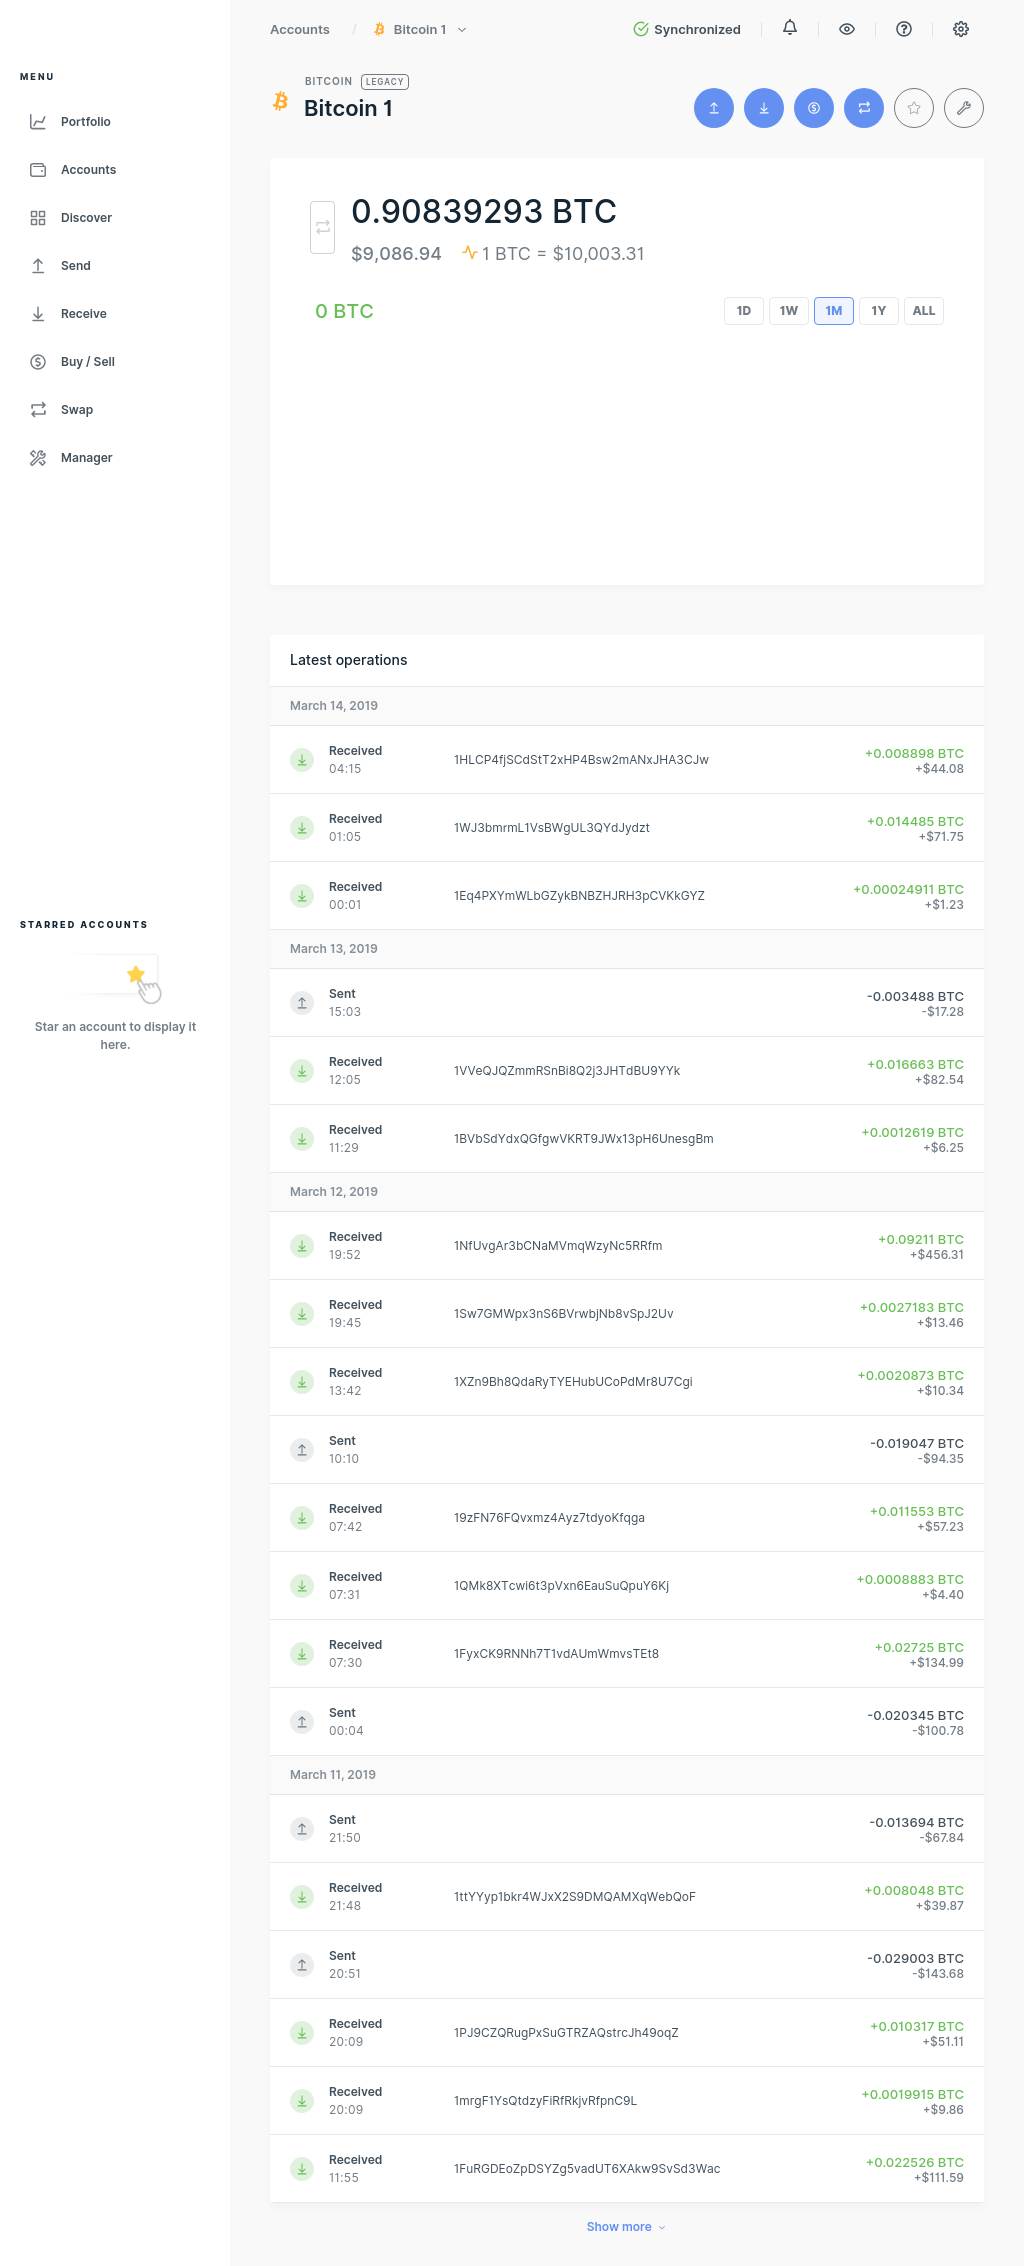 MENU
Portfolio
Accounts
Discover
Send
Receive
Buy / Sell
Swap
Manager
STARRED ACCOUNTS
Star an account to display it
here.
Accounts / Bitcoin 1
Synchronized
BITCOIN LEGACY
Bitcoin 1
0.90839293 BTC
$9,086.94 1 BTC = $10,003.31
0 BTC
1D 1W 1M 1Y ALL
Latest operations
March 14, 2019
Received 1HLCP4fjSCdStT2xHP4Bsw2mANxJHA3CJw +0.008898 BTC
04:15 +$44.08
Received 1WJ3bmrmL1VsBWgUL3QYdJydzt +0.014485 BTC
01:05 +$71.75
Received 1Eq4PXYmWLbGZykBNBZHJRH3pCVKkGYZ +0.00024911 BTC
00:01 +$1.23
March 13, 2019
Sent -0.003488 BTC
15:03 -$17.28
Received 1VVeQJQZmmRSnBi8Q2j3JHTdBU9YYk +0.016663 BTC
12:05 +$82.54
Received 1BVbSdYdxQGfgwVKRT9JWx13pH6UnesgBm +0.0012619 BTC
11:29 +$6.25
March 12, 2019
Received 1NfUvgAr3bCNaMVmqWzyNc5RRfm +0.09211 BTC
19:52 +$456.31
Received 1Sw7GMWpx3nS6BVrwbjNb8vSpJ2Uv +0.0027183 BTC
19:45 +$13.46
Received 1XZn9Bh8QdaRyTYEHubUCoPdMr8U7Cgi +0.0020873 BTC
13:42 +$10.34
Sent -0.019047 BTC
10:10 -$94.35
Received 19zFN76FQvxmz4Ayz7tdyoKfqga +0.011553 BTC
07:42 +$57.23
Received 1QMk8XTcwi6t3pVxn6EauSuQpuY6Kj +0.0008883 BTC
07:31 +$4.40
Received 1FyxCK9RNNh7T1vdAUmWmvsTEt8 +0.02725 BTC
07:30 +$134.99
Sent -0.020345 BTC
00:04 -$100.78
March 11, 2019
Sent -0.013694 BTC
21:50 -$67.84
Received 1ttYYyp1bkr4WJxX2S9DMQAMXqWebQoF +0.008048 BTC
21:48 +$39.87
Sent -0.029003 BTC
20:51 -$143.68
Received 1PJ9CZQRugPxSuGTRZAQstrcJh49oqZ +0.010317 BTC
20:09 +$51.11
Received 1mrgF1YsQtdzyFiRfRkjvRfpnC9L +0.0019915 BTC
20:09 +$9.86
Received 1FuRGDEoZpDSYZg5vadUT6XAkw9SvSd3Wac +0.022526 BTC
11:55 +$111.59
Show more